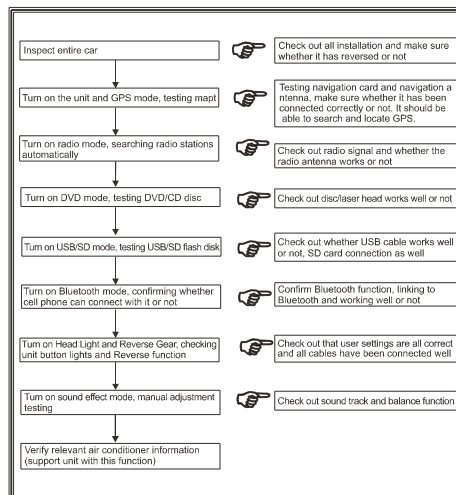 Inspect entire car
Check out all installation and make sure
whether it has reversed or not
Turn on the unit and GPS mode, testing mapt
Testing navigation card and navigation a
ntenna, make sure whether it has been
connected correctly or not. It should be
able to search and locate GPS.
Turn on radio mode, searching radio stations
automatically
Check out radio signal and whether the
radio antenna works or not
Turn on DVD mode, testing DVD/CD disc
Check out disc/laser head works well or not
Turn on USB/SD mode, testing USB/SD flash disk
Check out whether USB cable works well
or not, SD card connection as well
Turn on Bluetooth mode, confirming whether
cell phone can connect with it or not
Confirm Bluetooth function, linking to
Bluetooth and working well or not
Turn on Head Light and Reverse Gear, checking
unit button lights and Reverse function
Check out that user settings are all correct
and all cables have been connected well
Turn on sound effect mode, manual adjustment
testing
Check out sound track and balance function
Verify relevant air conditioner information
(support unit with this function)